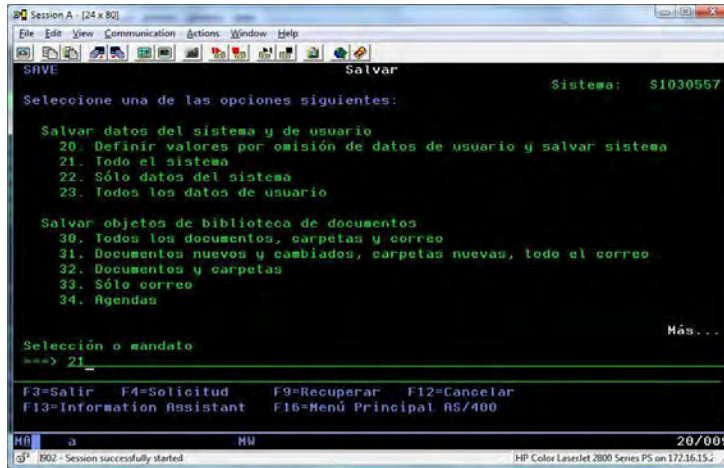 Session A - [24 x 80]
File Edit View Communication Actions Window Help
SAVE Salvar
Sistema: S1030557
Seleccione una de las opciones siguientes:
Salvar datos del sistema y de usuario
20. Definir valores por omisión de datos de usuario y salvar sistema
21. Todo el sistema
22. Sólo datos del sistema
23. Todos los datos de usuario
Salvar objetos de biblioteca de documentos
30. Todos los documentos, carpetas y correo
31. Documentos nuevos y cambiados, carpetas nuevas, todo el correo
32. Documentos y carpetas
33. Sólo correo
34. Agendas
Más...
Selección o mandato
===> 21
F3=Salir F4=Solicitud F9=Recuperar F12=Cancelar
F13=Information Assistant F16=Menú Principal AS/400
MA a MW 20/009
I902 - Session successfully started HP Color LaserJet 2800 Series PS on 172.16.15.2